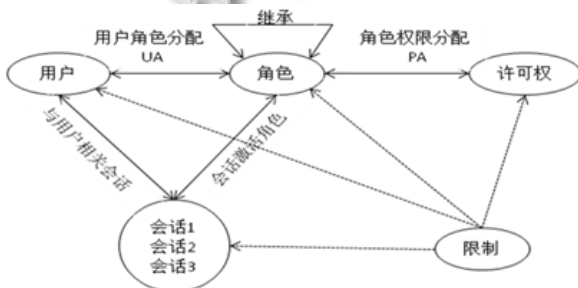 继承
用户角色分配
UA
角色权限分配
PA
用户
角色
许可权
与用户相关会话
会话激活角色
会话1
会话2
会话3
限制